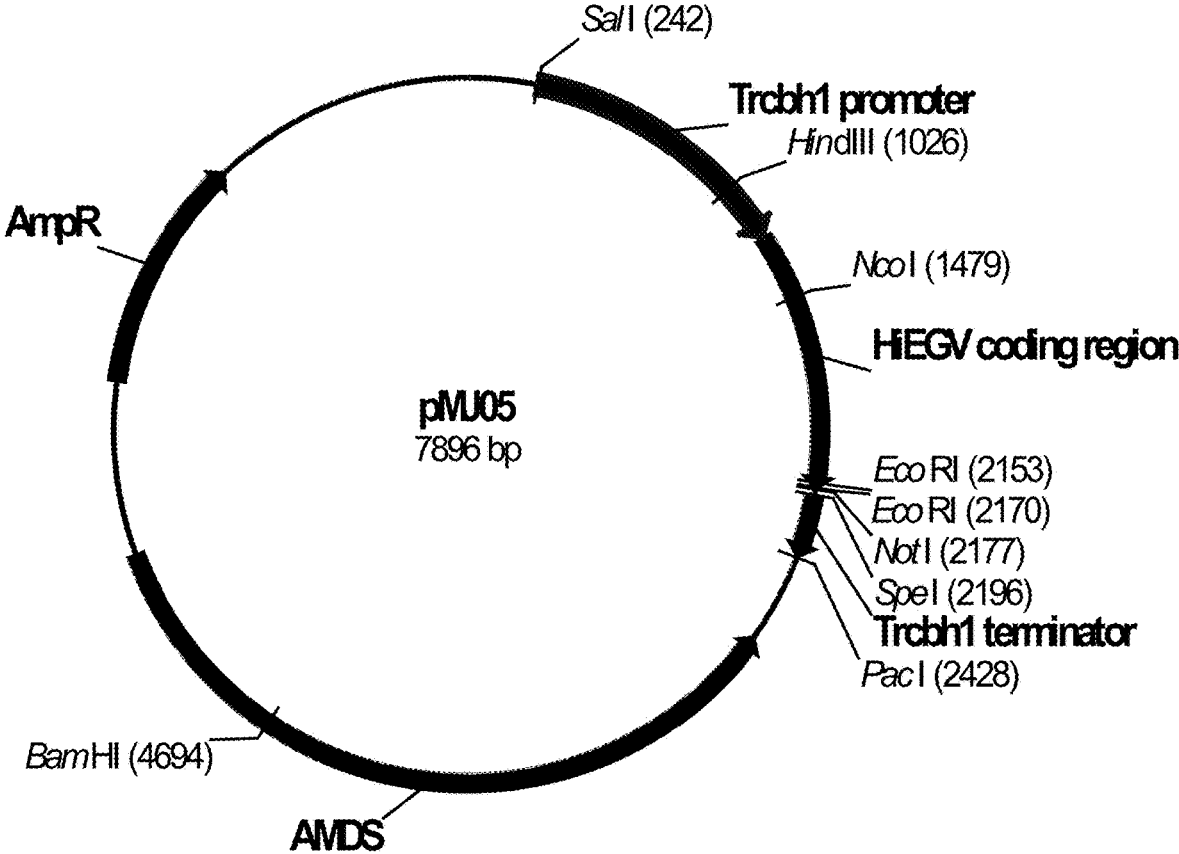 SalI (242)
Trcbh1 promoter
HindIII (1026)
AmpR
NcoI (1479)
HiEGV coding region
pMJ05
7896 bp
EcoRI (2153)
EcoRI (2170)
NotI (2177)
SpeI (2196)
Trcbh1 terminator
PacI (2428)
BamHI (4694)
AMDS